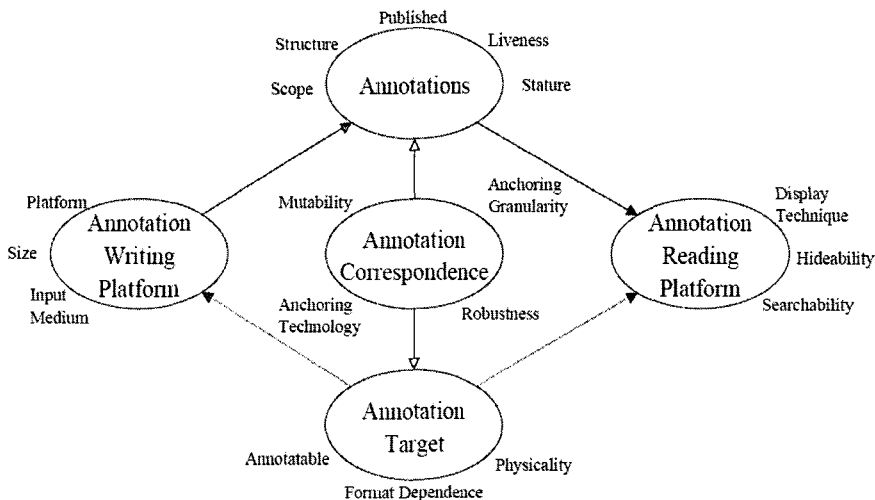 Published
Structure
Liveness
Scope
Annotations
Stature
Platform
Size
Input
Medium
Annotation
Writing
Platform
Mutability
Anchoring
Granularity
Annotation
Correspondence
Anchoring
Technology
Robustness
Display
Technique
Annotation
Reading
Platform
Hideability
Searchability
Annotation
Target
Annotatable
Physicality
Format Dependence